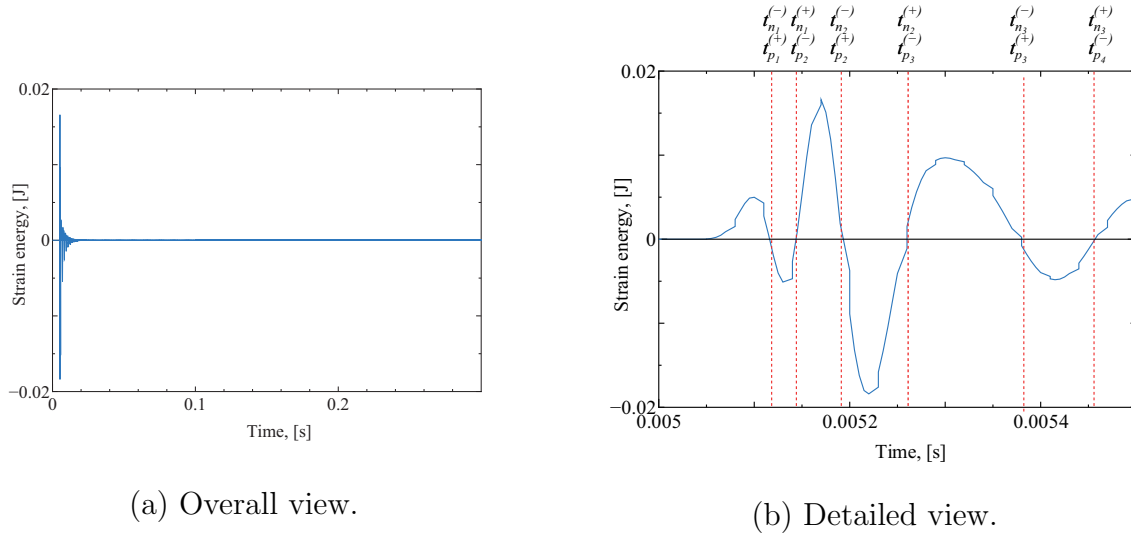 t_{n_1}^{(-)} t_{n_1}^{(+)} t_{n_2}^{(-)} t_{n_2}^{(+)} t_{n_3}^{(-)} t_{n_3}^{(+)}
t_{p_1}^{(+)} t_{p_2}^{(-)} t_{p_2}^{(+)} t_{p_3}^{(-)} t_{p_3}^{(+)} t_{p_4}^{(-)}
0.02
0
−0.02
Strain energy, [J]
0 0.1 0.2
Time, [s]
(a) Overall view.
0.02
0
−0.02
Strain energy, [J]
0.005 0.0052 0.0054
Time, [s]
(b) Detailed view.